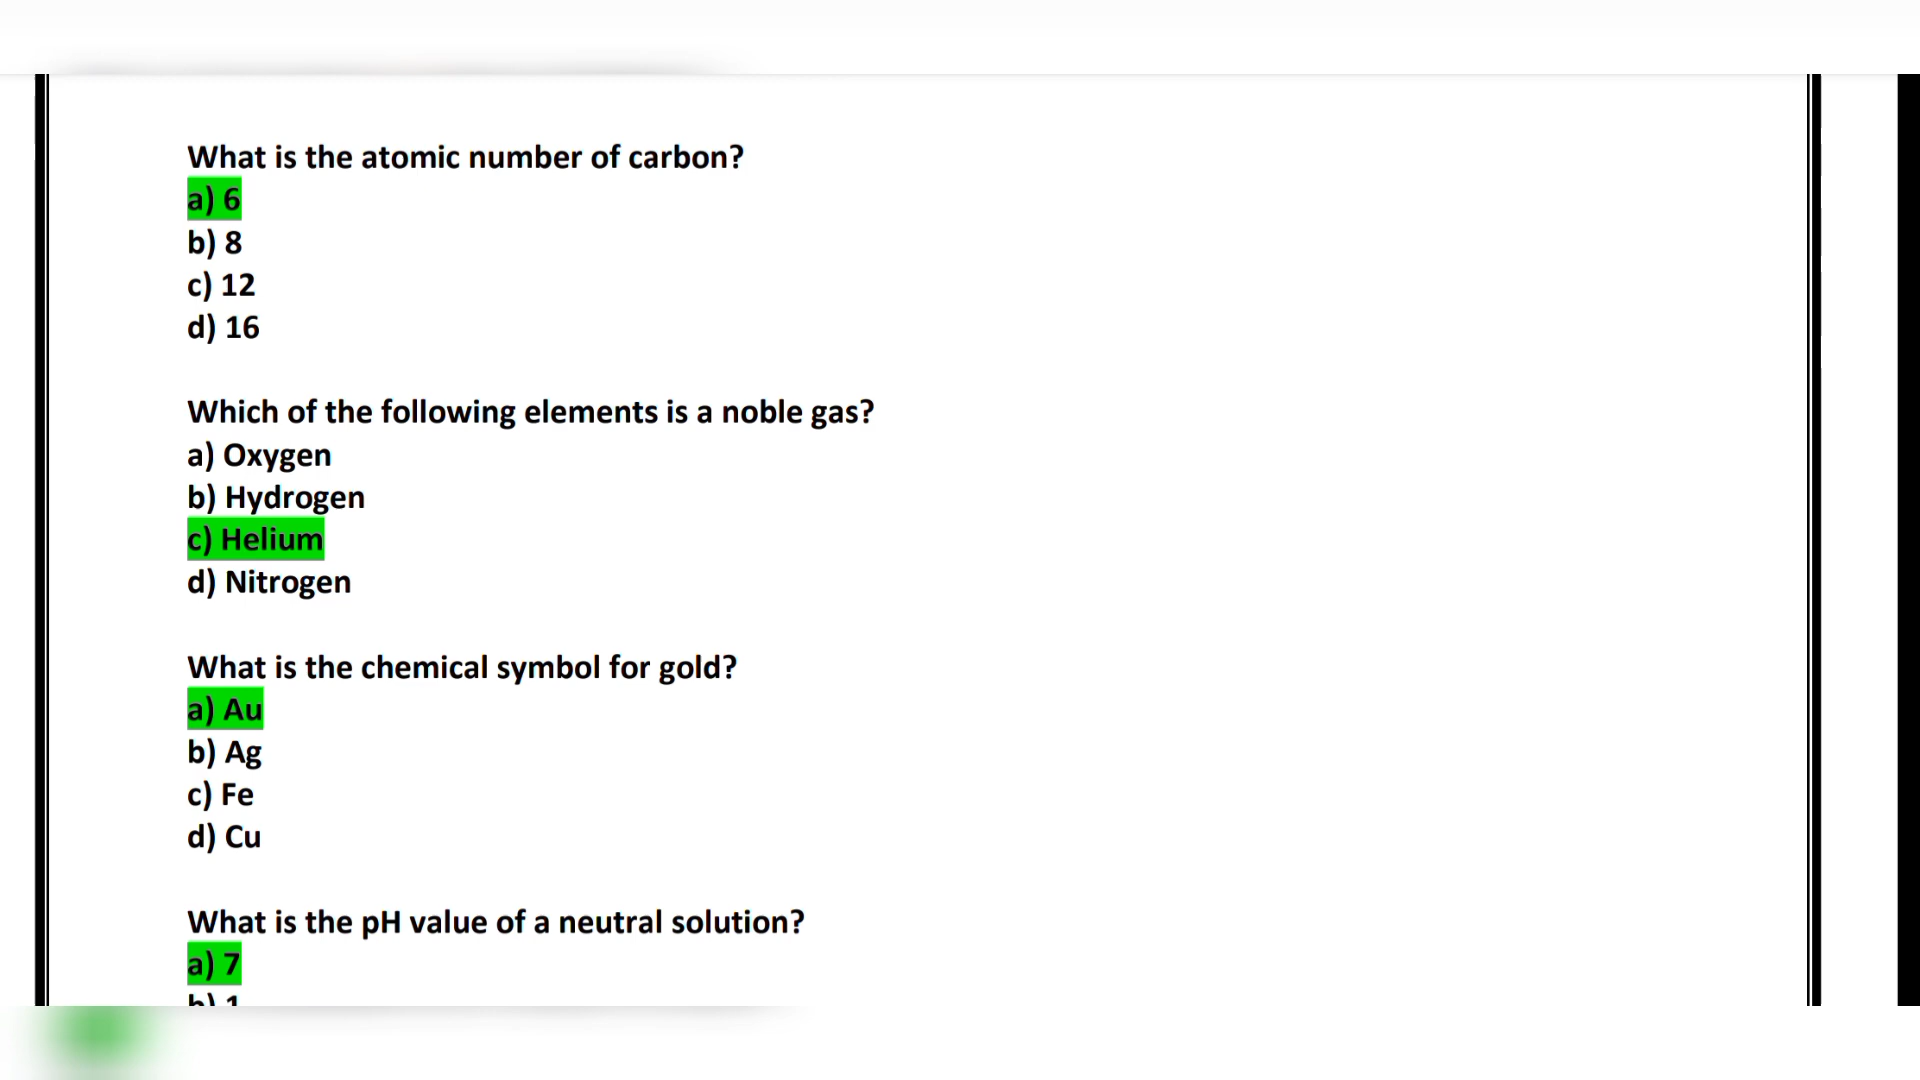 What is the atomic number of carbon?
a) 6
b) 8
c) 12
d) 16
Which of the following elements is a noble gas?
a) Oxygen
b) Hydrogen
c) Helium
d) Nitrogen
What is the chemical symbol for gold?
a) Au
b) Ag
c) Fe
d) Cu
What is the pH value of a neutral solution?
a) 7
b) 1